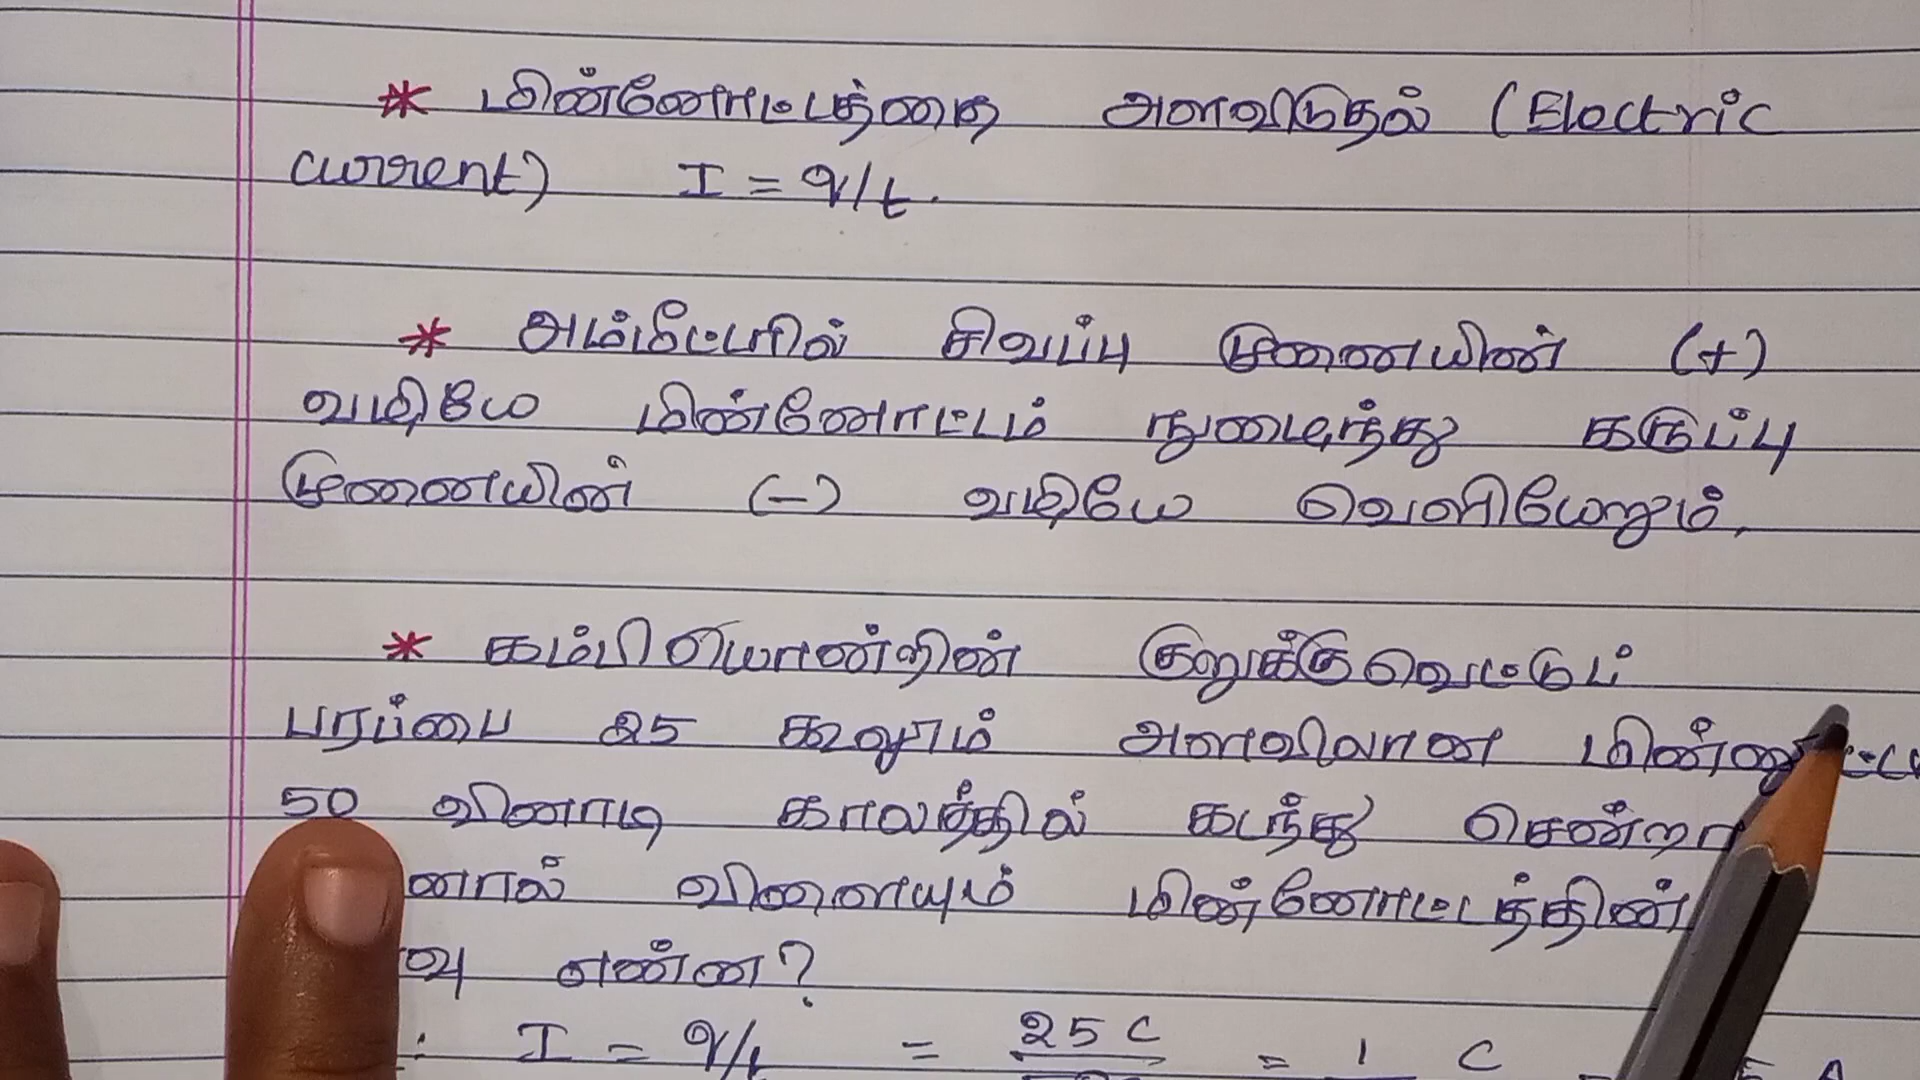 * மின்னோட்டத்தை அளவிடுதல் (Electric
current) I = q/t.
* அம்மீட்டரில் சிவப்பு முனையின் (+)
வழியே மின்னோட்டம் நுழைந்து கருப்பு
முனையின் (-) வழியே வெளியேறும்.
* கம்பியொன்றின் குறுக்குவெட்டுப்
பரப்பை 25 கூலூம் அளவிலான
50 வினாடி காலத்தில் கடந்து
விளையும் மின்னோட்டத்தின்
என்ன?
I = q/t = 25 C = 1 C